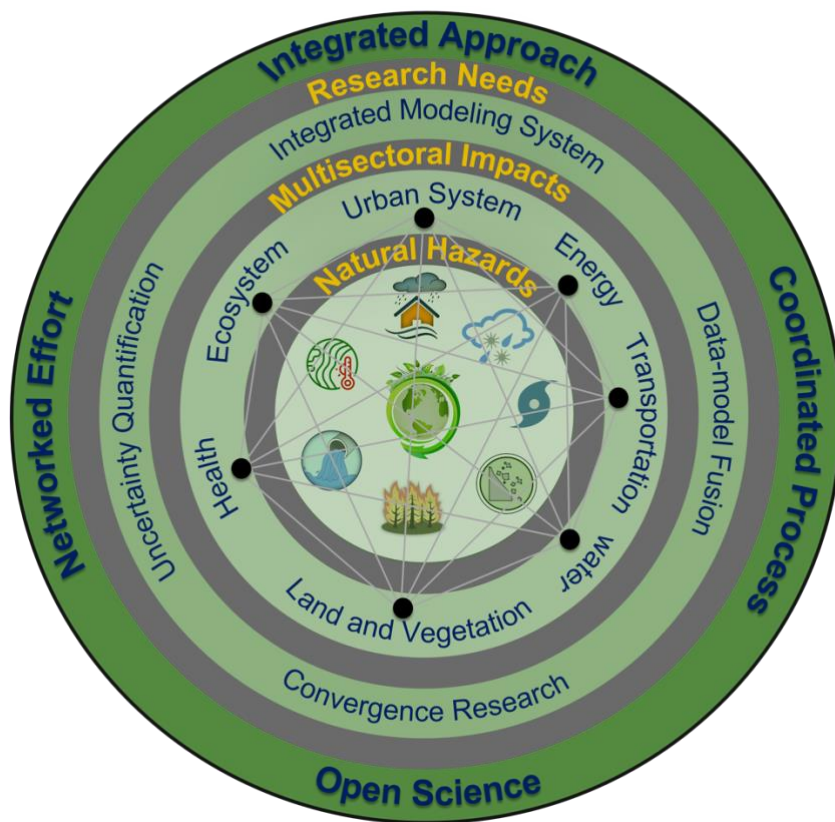 Integrated Approach
Research Needs
Integrated Modeling System
Multisectoral Impacts
Urban System
Natural Hazards
Ecosystem
Energy
Networked Effort
Uncertainty Quantification
Health
Transportation
Data-model Fusion
Coordinated Process
water
Land and Vegetation
Convergence Research
Open Science